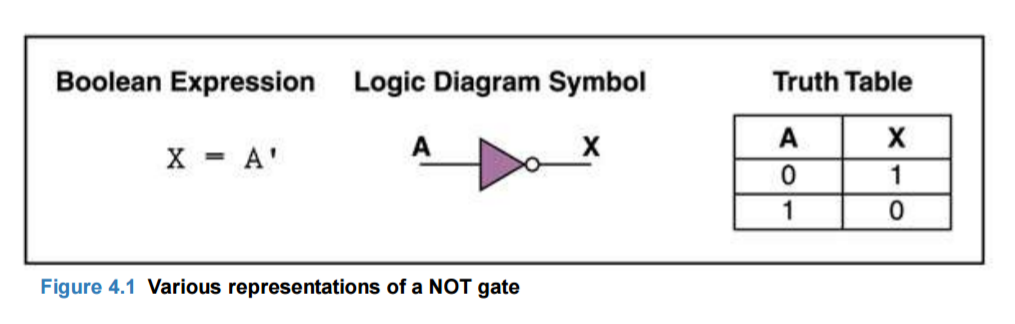 Boolean Expression Logic Diagram Symbol Truth Table
X = A'
A X
A X
0 1
1 0
Figure 4.1 Various representations of a NOT gate